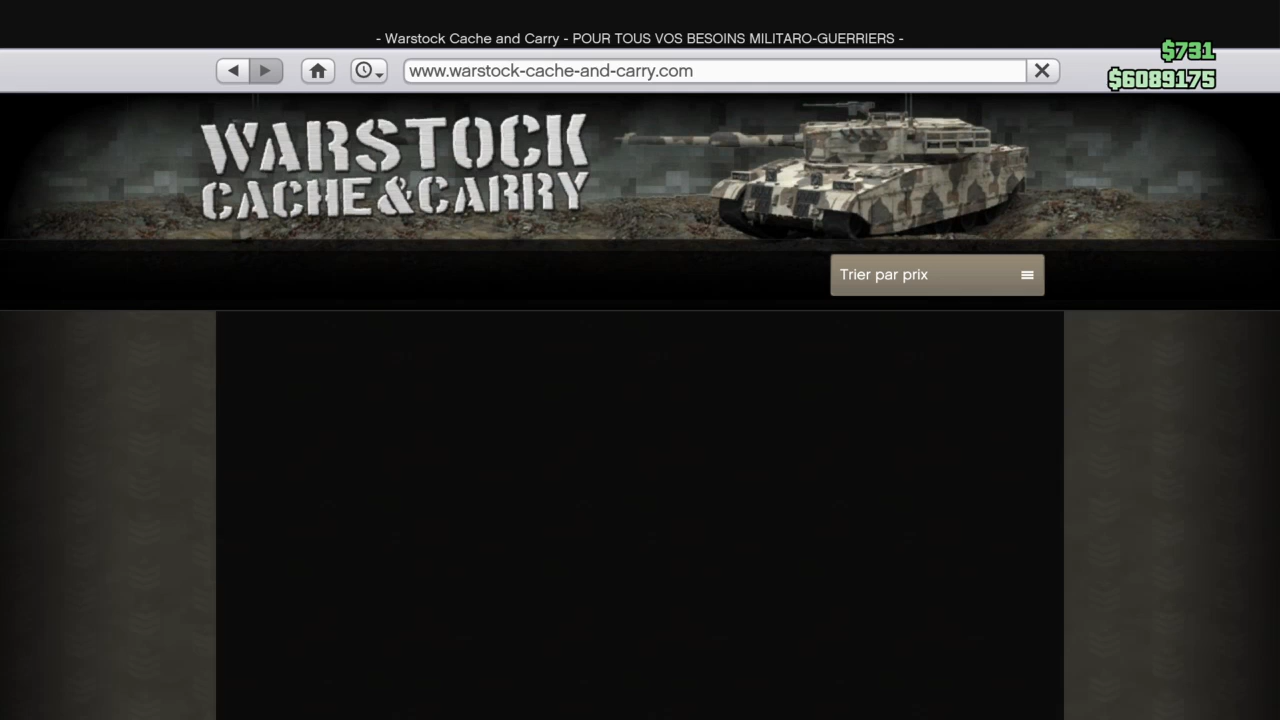 - Warstock Cache and Carry - POUR TOUS VOS BESOINS MILITARO-GUERRIERS -
$731
www.warstock-cache-and-carry.com
$6089175
WARSTOCK
CACHE&CARRY
Trier par prix